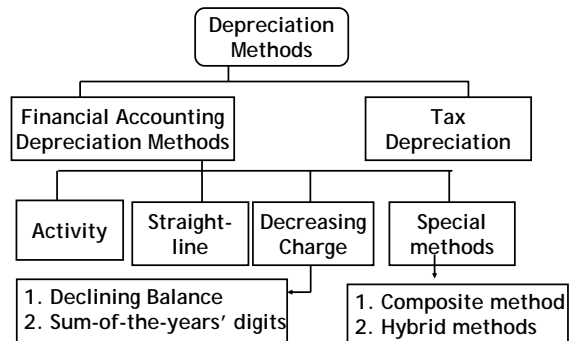 Depreciation
Methods
Financial Accounting
Depreciation Methods
Tax
Depreciation
Activity
Straight-
line
Decreasing
Charge
Special
methods
1. Declining Balance
2. Sum-of-the-years’ digits
1. Composite method
2. Hybrid methods